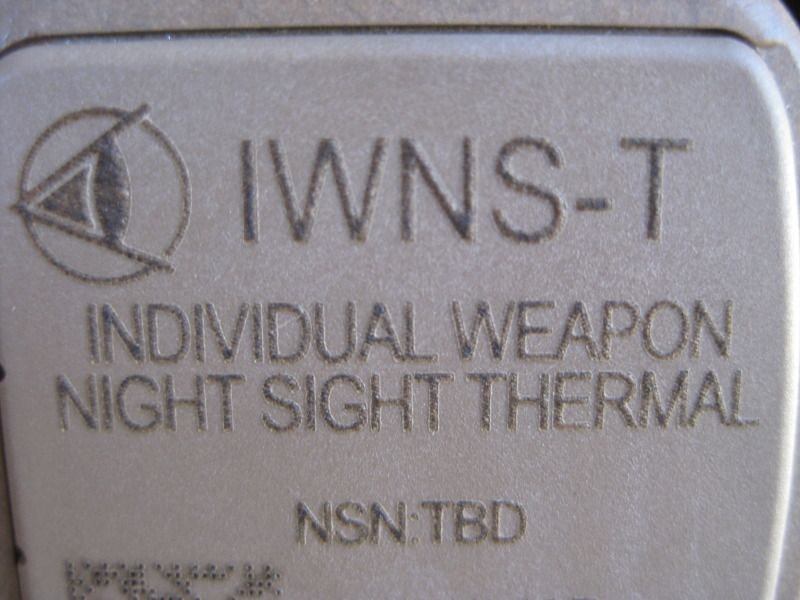 IWNS-T
INDIVIDUAL WEAPON
NIGHT SIGHT THERMAL
NSN:TBD